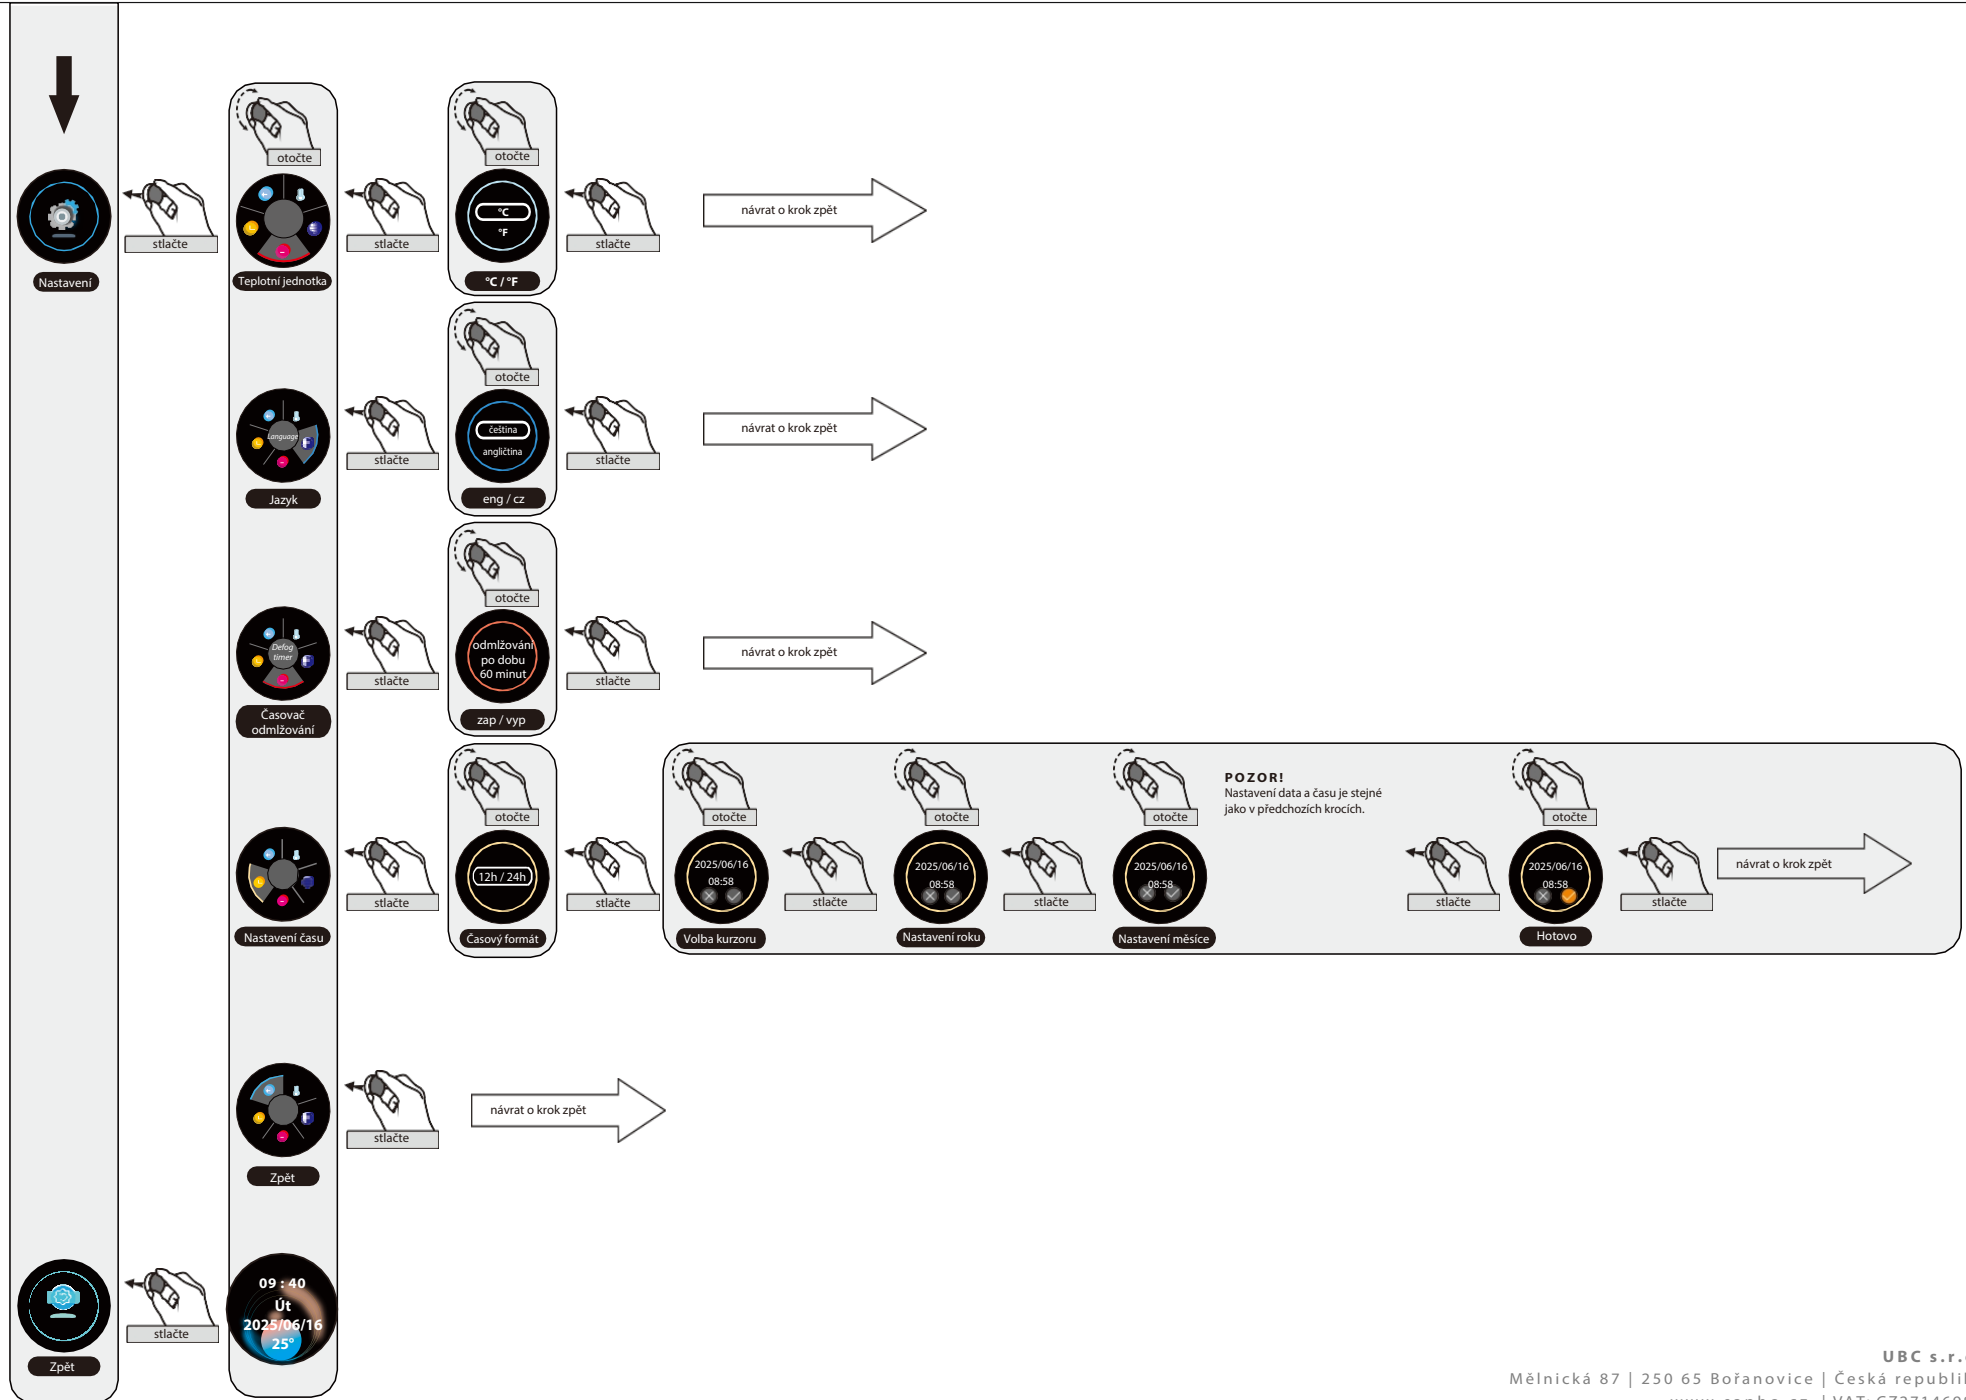 otočte
otočte
stlačte
stlačte
°C
°F
stlačte
návrat o krok zpět
Nastavení
Teplotní jednotka
°C / °F
otočte
Language
stlačte
čeština
angličtina
stlačte
návrat o krok zpět
Jazyk
eng / cz
otočte
Defog
timer
stlačte
odmlžování
po dobu
60 minut
stlačte
návrat o krok zpět
Časovač
odmlžování
zap / vyp
otočte
otočte
otočte
otočte
POZOR!
Nastavení data a času je stejné
jako v předchozích krocích.
otočte
stlačte
12h / 24h
stlačte
2025/06/16
08:58
stlačte
2025/06/16
08:58
stlačte
2025/06/16
08:58
stlačte
2025/06/16
08:58
stlačte
návrat o krok zpět
Nastavení času
Časový formát
Volba kurzoru
Nastavení roku
Nastavení měsíce
Hotovo
stlačte
návrat o krok zpět
Zpět
stlačte
09 : 40
Út
2025/06/16
25°
Zpět
UBC s.r.
Mělnická 87 | 250 65 Bořanovice | Česká republik